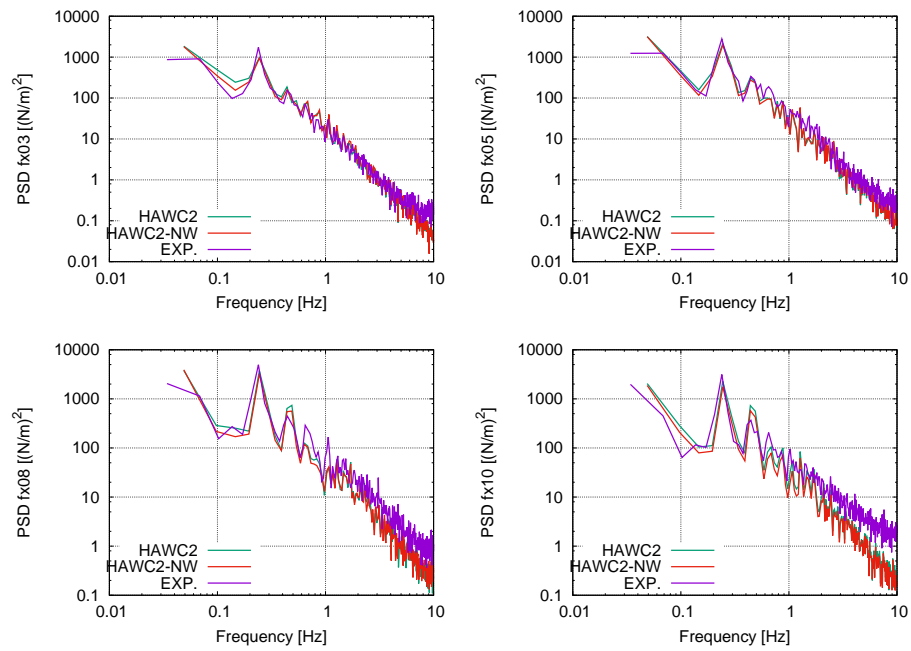 10000
1000
100
10
1
0.1
0.01
0.01
0.1
1
10
PSD fx03 [(N/m)²]
Frequency [Hz]
HAWC2
HAWC2-NW
EXP.
10000
1000
100
10
1
0.1
0.01
0.01
0.1
1
10
PSD fx05 [(N/m)²]
Frequency [Hz]
HAWC2
HAWC2-NW
EXP.
10000
1000
100
10
1
0.1
0.01
0.1
1
10
PSD fx08 [(N/m)²]
Frequency [Hz]
HAWC2
HAWC2-NW
EXP.
10000
1000
100
10
1
0.1
0.01
0.1
1
10
PSD fx10 [(N/m)²]
Frequency [Hz]
HAWC2
HAWC2-NW
EXP.